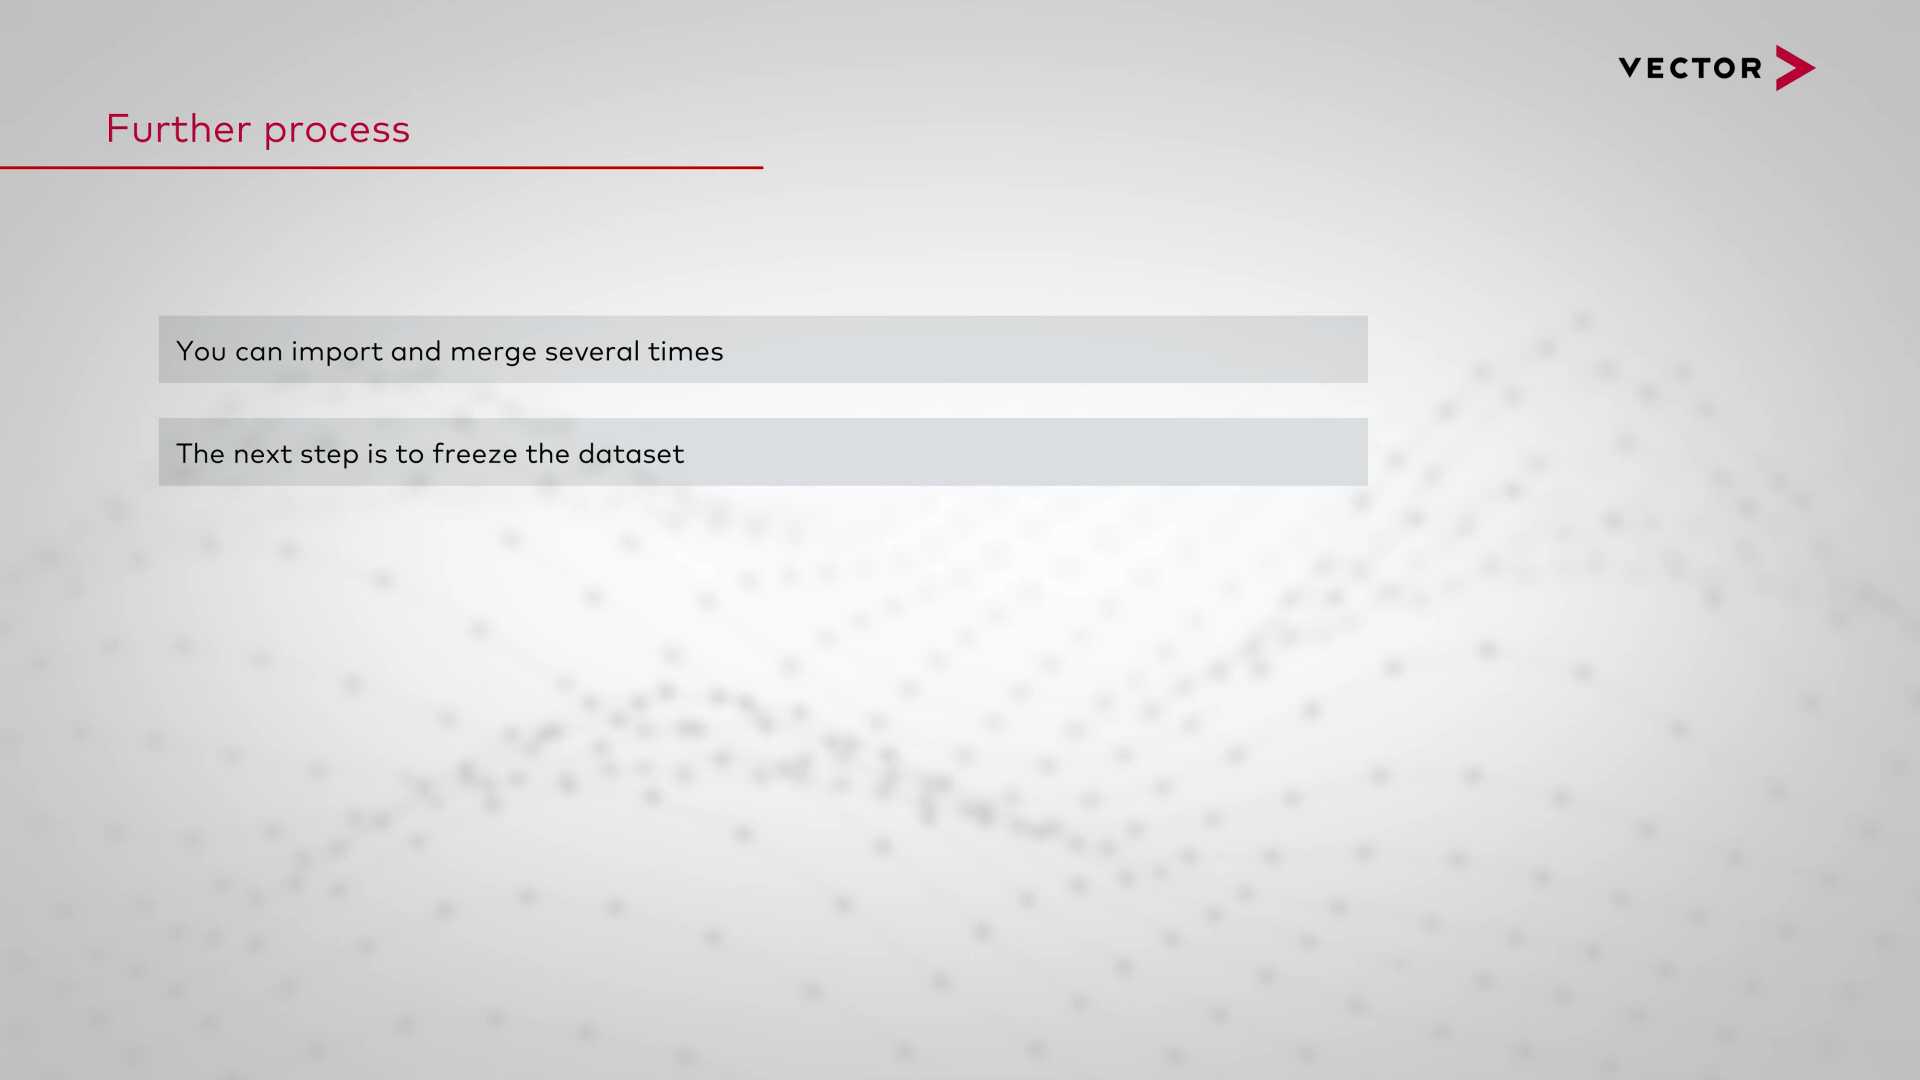 VECTOR
Further process
You can import and merge several times
The next step is to freeze the dataset